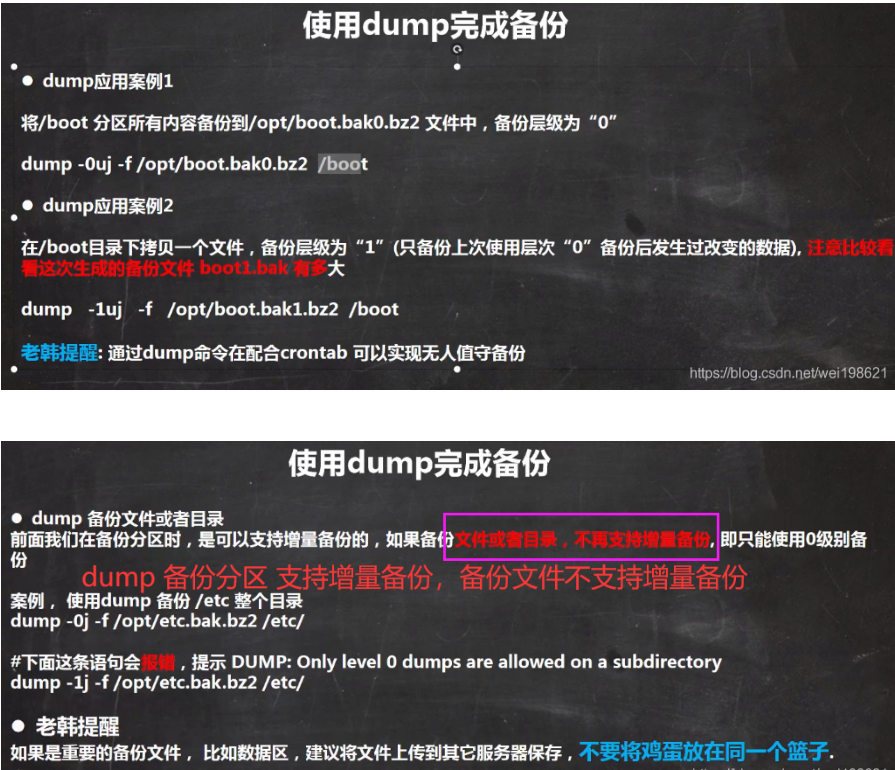 使用dump完成备份
● dump应用案例1
将/boot 分区所有内容备份到/opt/boot.bak0.bz2 文件中，备份层级为“0”
dump -0uj -f /opt/boot.bak0.bz2 /boot
● dump应用案例2
在/boot目录下拷贝一个文件，备份层级为“1”(只备份上次使用层次“0”备份后发生过改变的数据), 注意比较看
看这次生成的备份文件 boot1.bak 有多大
dump -1uj -f /opt/boot.bak1.bz2 /boot
老韩提醒: 通过dump命令在配合crontab 可以实现无人值守备份
https://blog.csdn.net/wei198621
使用dump完成备份
● dump 备份文件或者目录
前面我们在备份分区时，是可以支持增量备份的，如果备份文件或者目录，不再支持增量备份, 即只能使用0级别备
份
dump 备份分区 支持增量备份，备份文件不支持增量备份
案例， 使用dump 备份 /etc 整个目录
dump -0j -f /opt/etc.bak.bz2 /etc/
#下面这条语句会报错，提示 DUMP: Only level 0 dumps are allowed on a subdirectory
dump -1j -f /opt/etc.bak.bz2 /etc/
● 老韩提醒
如果是重要的备份文件， 比如数据区，建议将文件上传到其它服务器保存，不要将鸡蛋放在同一个篮子.